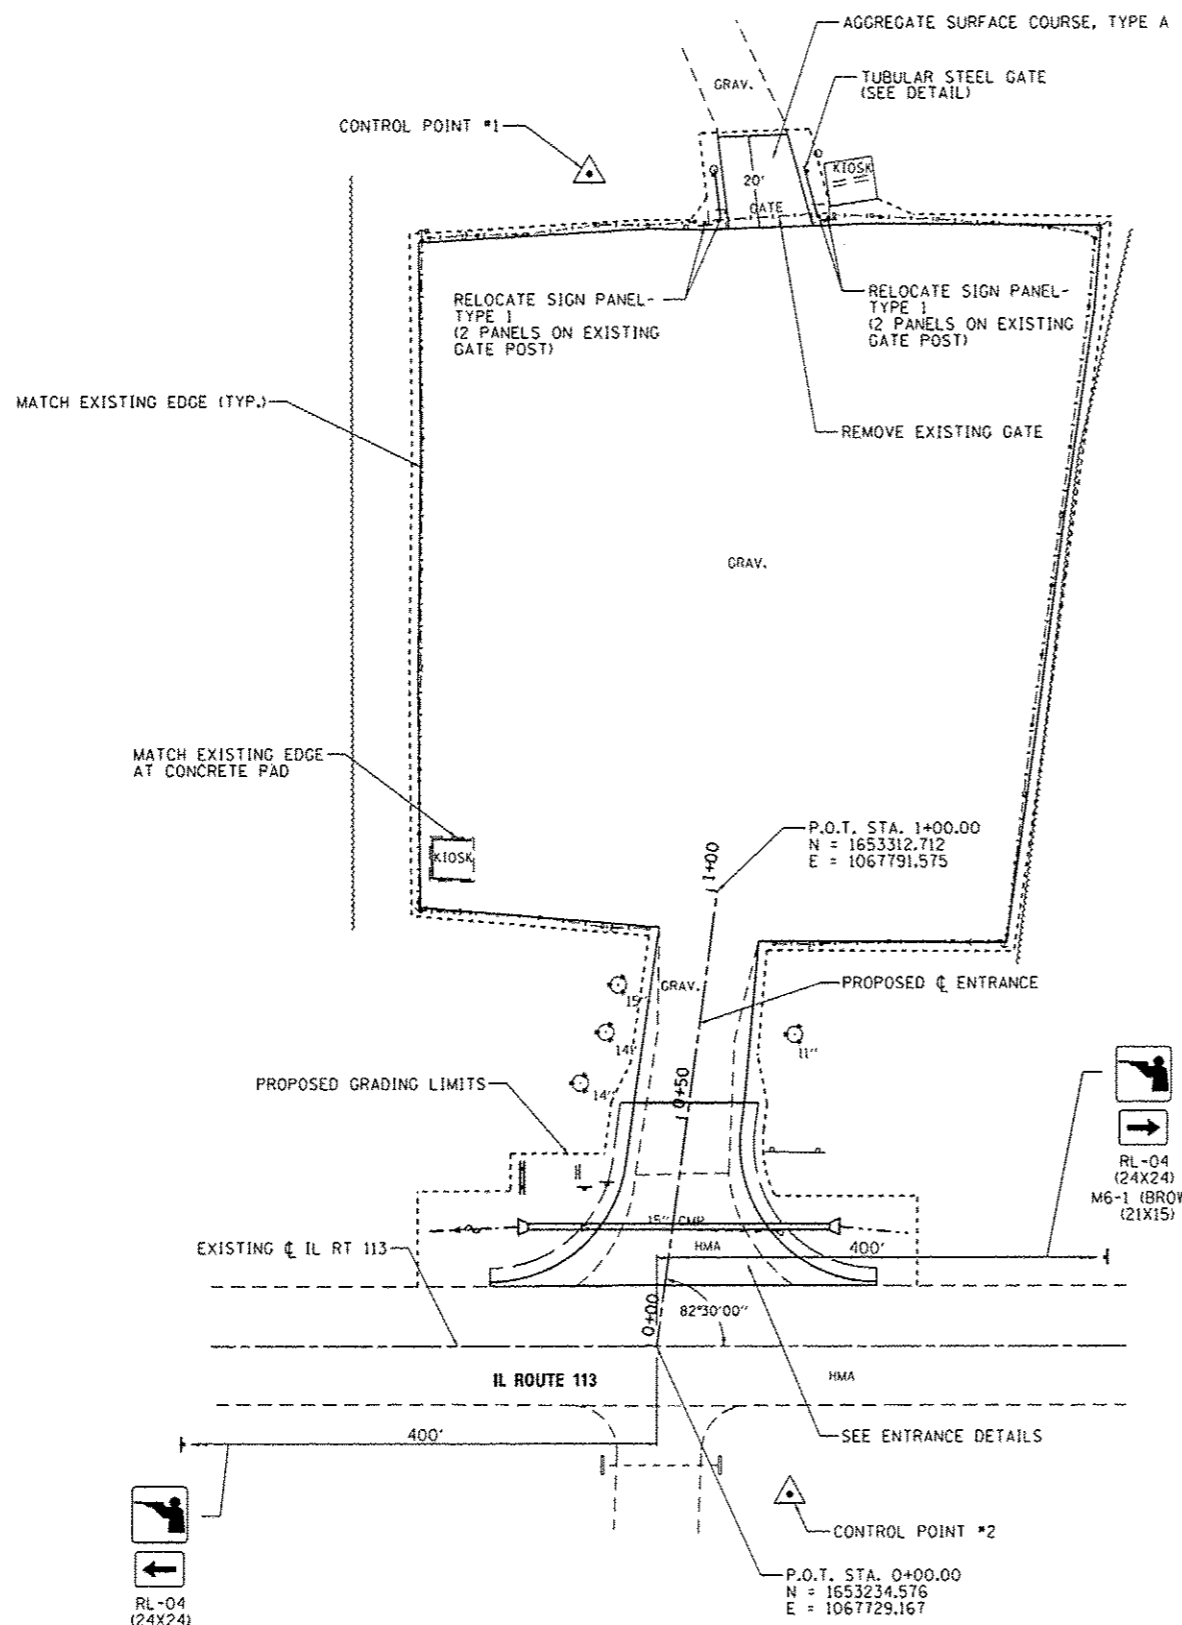 AGGREGATE SURFACE COURSE, TYPE A
GRAV.
TUBULAR STEEL GATE
(SEE DETAIL)
CONTROL POINT #1
KIOSK
20'
GATE
RELOCATE SIGN PANEL-
TYPE 1
(2 PANELS ON EXISTING
GATE POST)
RELOCATE SIGN PANEL-
TYPE 1
(2 PANELS ON EXISTING
GATE POST)
MATCH EXISTING EDGE (TYP.)
REMOVE EXISTING GATE
GRAV.
MATCH EXISTING EDGE
AT CONCRETE PAD
KIOSK
P.O.T. STA. 1+00.00
N = 1653312.712
E = 1067791.575
1+00
GRAV.
PROPOSED ℄ ENTRANCE
15"
14"
11"
14"
0+50
PROPOSED GRADING LIMITS
RL-04
(24X24)
M6-1 (BROW
(21X15)
15" CMP
HMA
400'
EXISTING ℄ IL RT 113
0+00
82°30'00"
IL ROUTE 113
HMA
400'
SEE ENTRANCE DETAILS
CONTROL POINT #2
P.O.T. STA. 0+00.00
N = 1653234.576
E = 1067729.167
RL-04
(24X24)